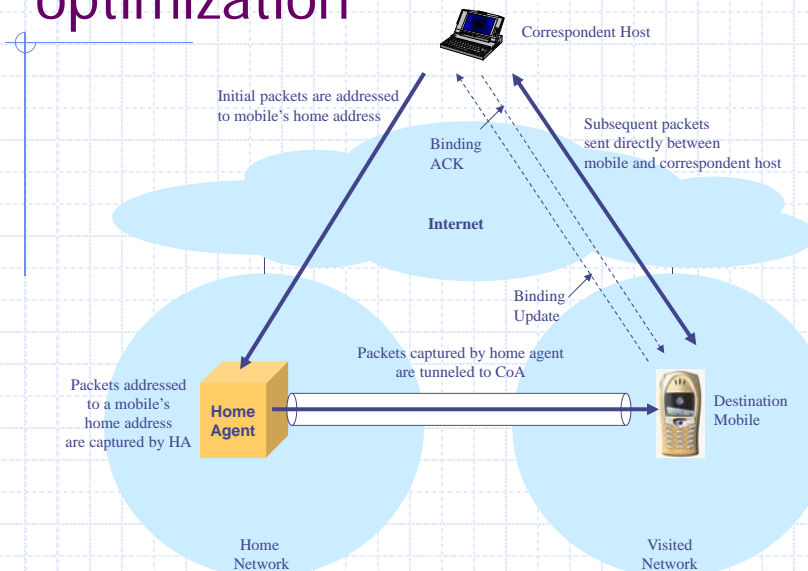 optimization
Correspondent Host
Initial packets are addressed
to mobile's home address
Subsequent packets
sent directly between
mobile and correspondent host
Binding
ACK
Internet
Binding
Update
Packets captured by home agent
are tunneled to CoA
Packets addressed
to a mobile's
home address
are captured by HA
Home
Agent
Destination
Mobile
Home
Network
Visited
Network